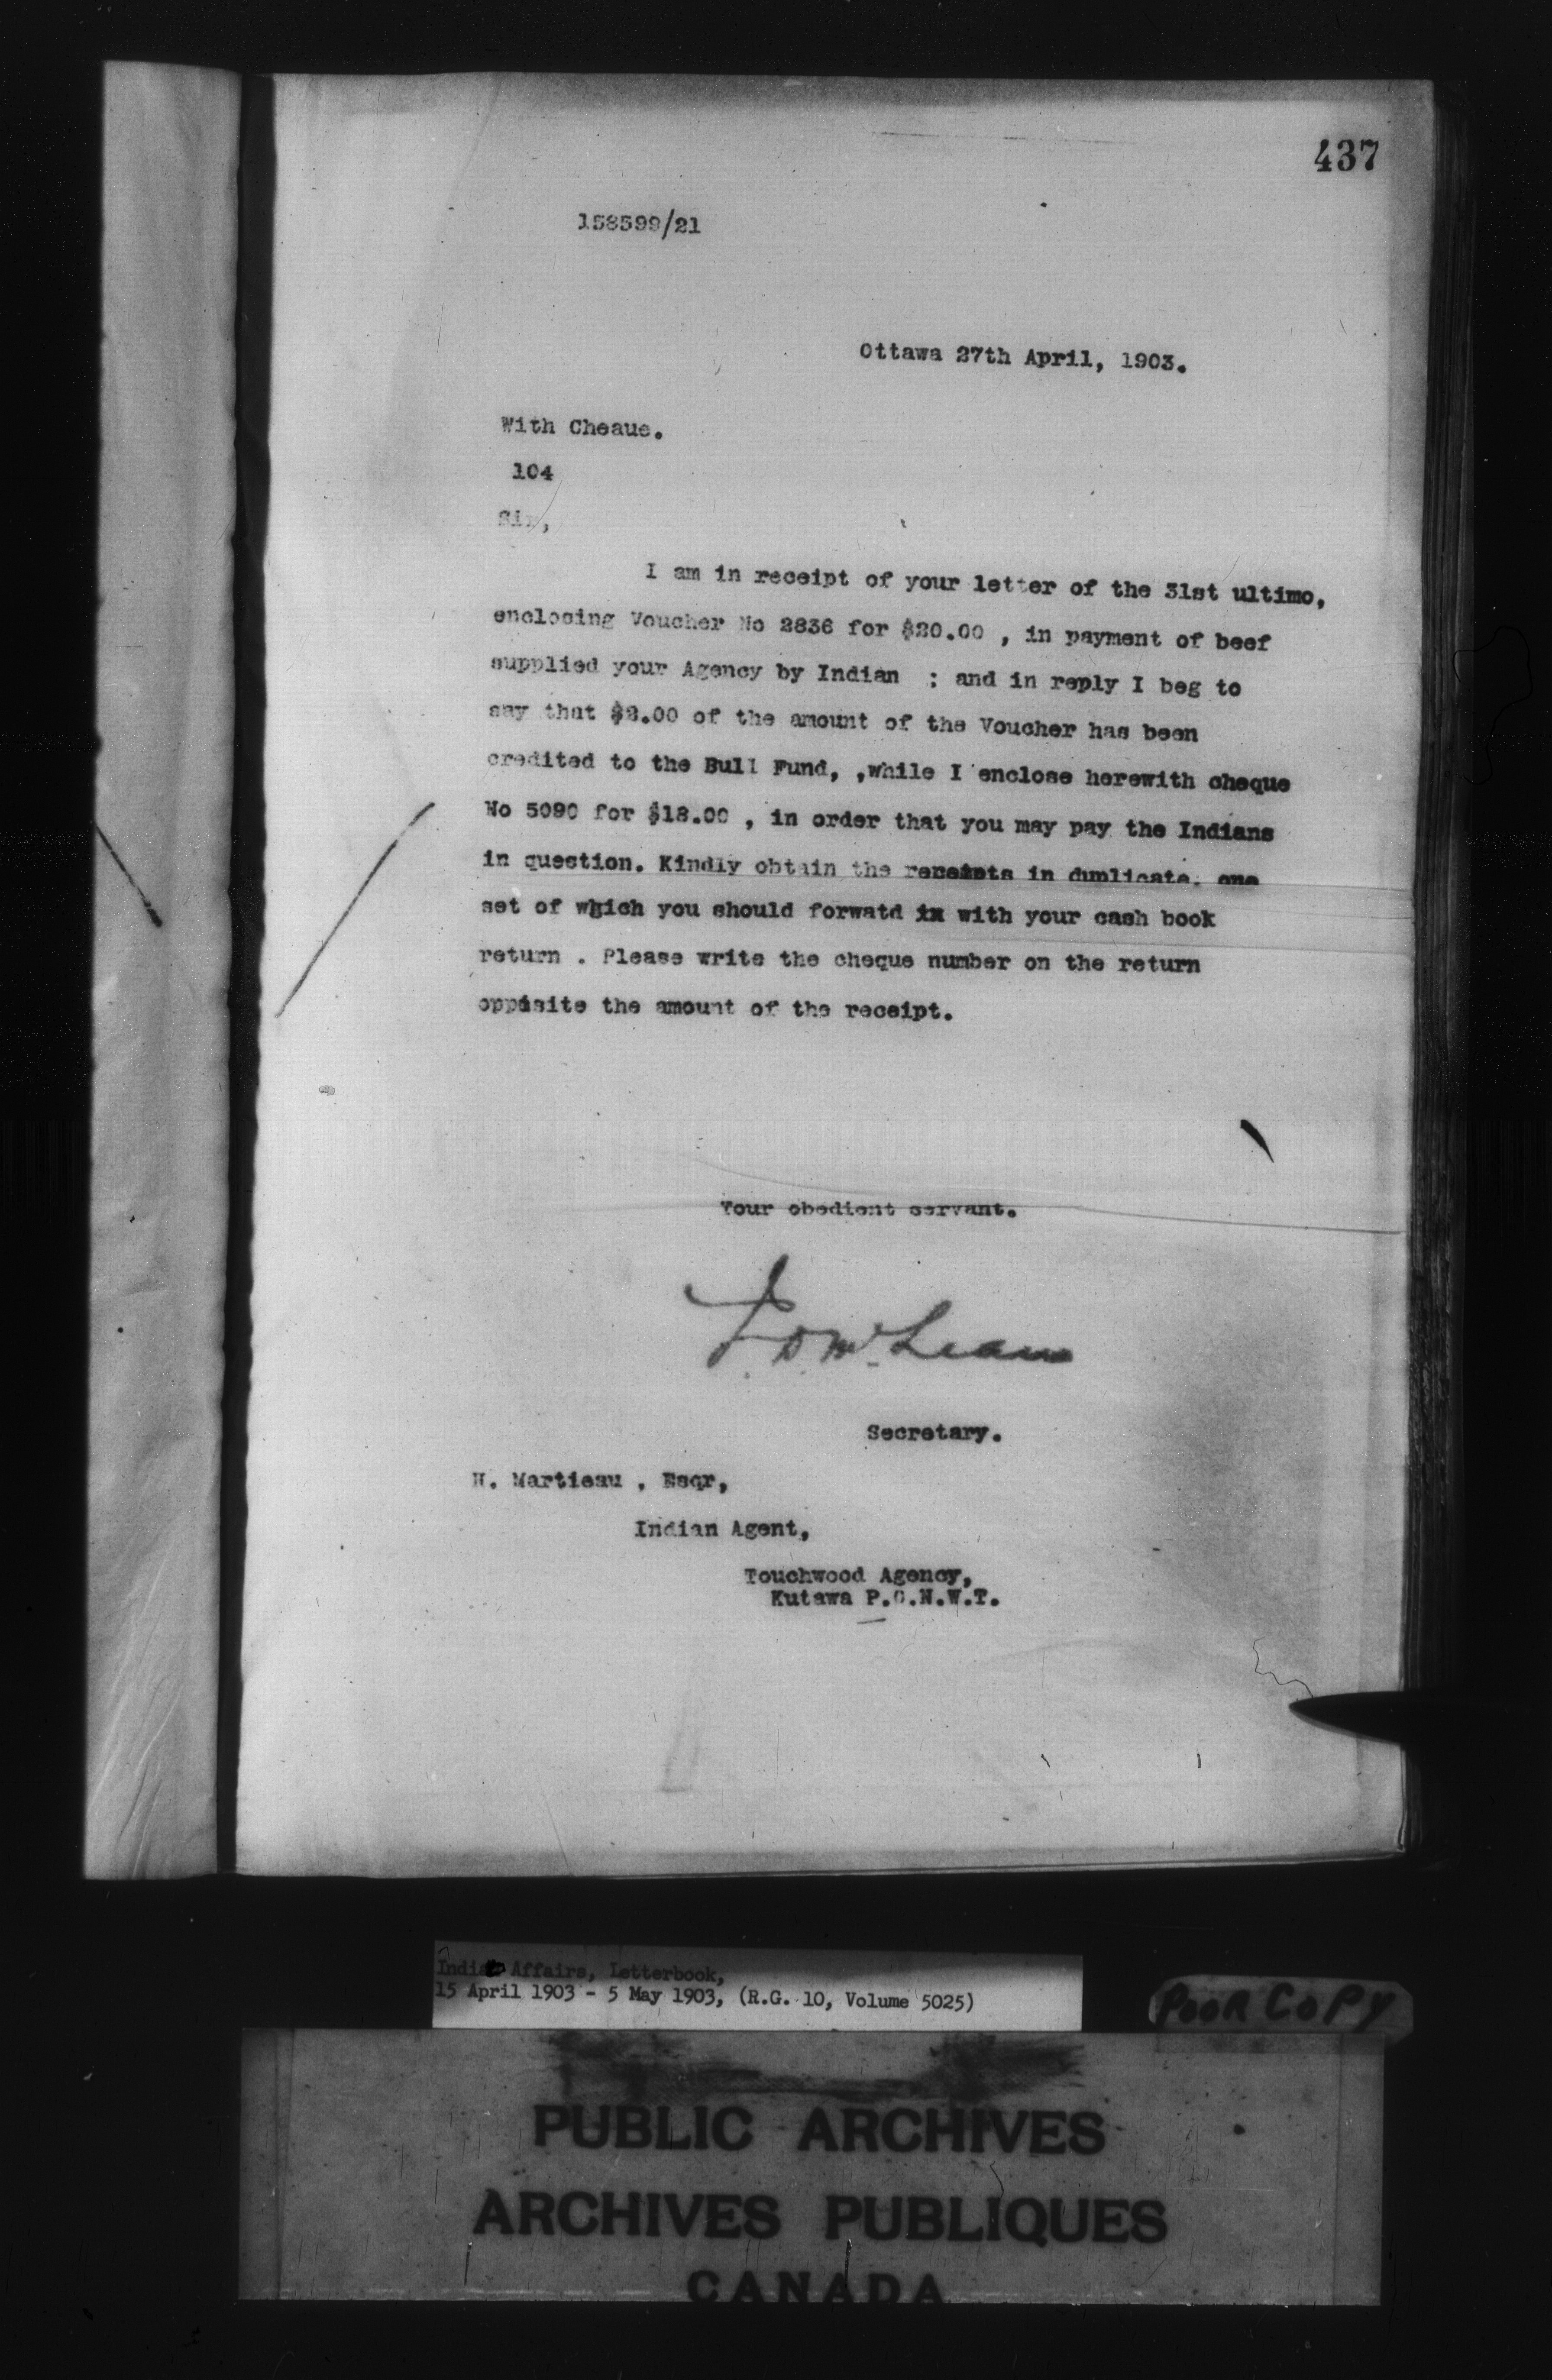 437
158599/21
Ottawa 27th April, 1903.
With Cheaue.
104
Sir,
I am in receipt of your letter of the 31st ultimo,
enclosing Voucher No 2836 for $20.00 , in payment of beef
supplied your Agency by Indian ; and in reply I beg to
say that $2.00 of the amount of the Voucher has been
credited to the Bull Fund, ,while I enclose herewith cheque
No 5090 for $18.00 , in order that you may pay the Indians
in question. Kindly obtain the receipts in duplicate, one
set of which you should forwatd in with your cash book
return . Please write the cheque number on the return
oppisite the amount of the receipt.
Your obedient servant.
J. D. McLean
Secretary.
H. Martieau , Esqr,
Indian Agent,
Touchwood Agency,
Kutawa P.O.N.W.T.
Indian Affairs, Letterbook,
15 April 1903 - 5 May 1903, (R.G. 10, Volume 5025)
POOR COPY
PUBLIC ARCHIVES
ARCHIVES PUBLIQUES
CANADA